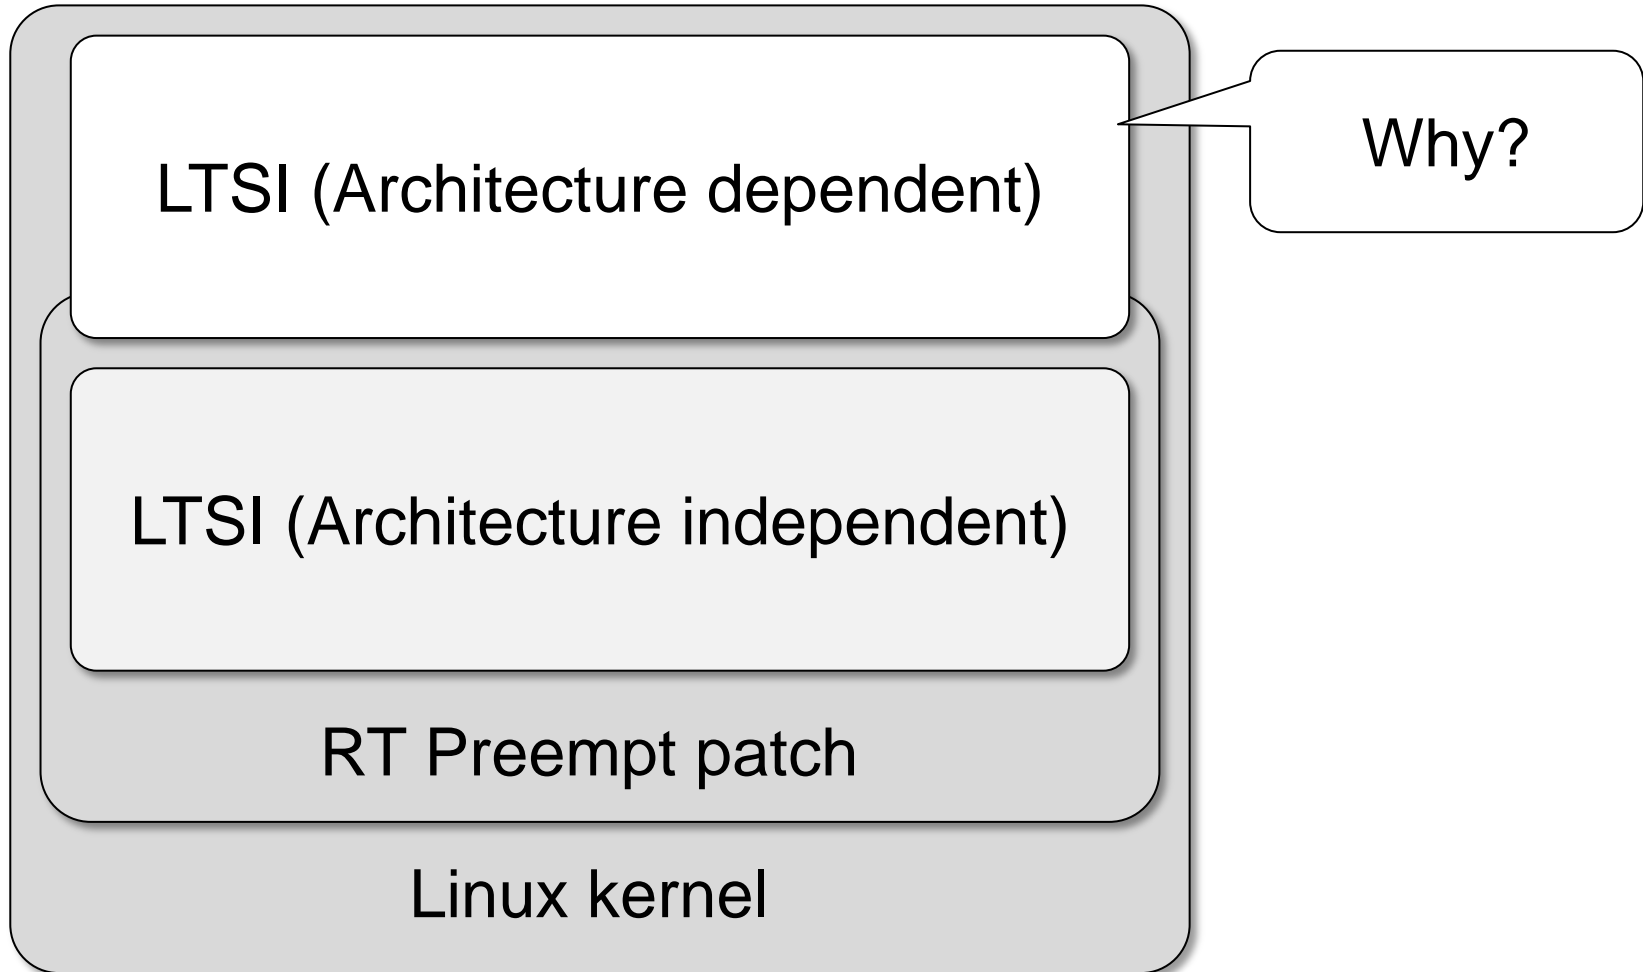 LTSI (Architecture dependent)
Why?
LTSI (Architecture independent)
RT Preempt patch
Linux kernel